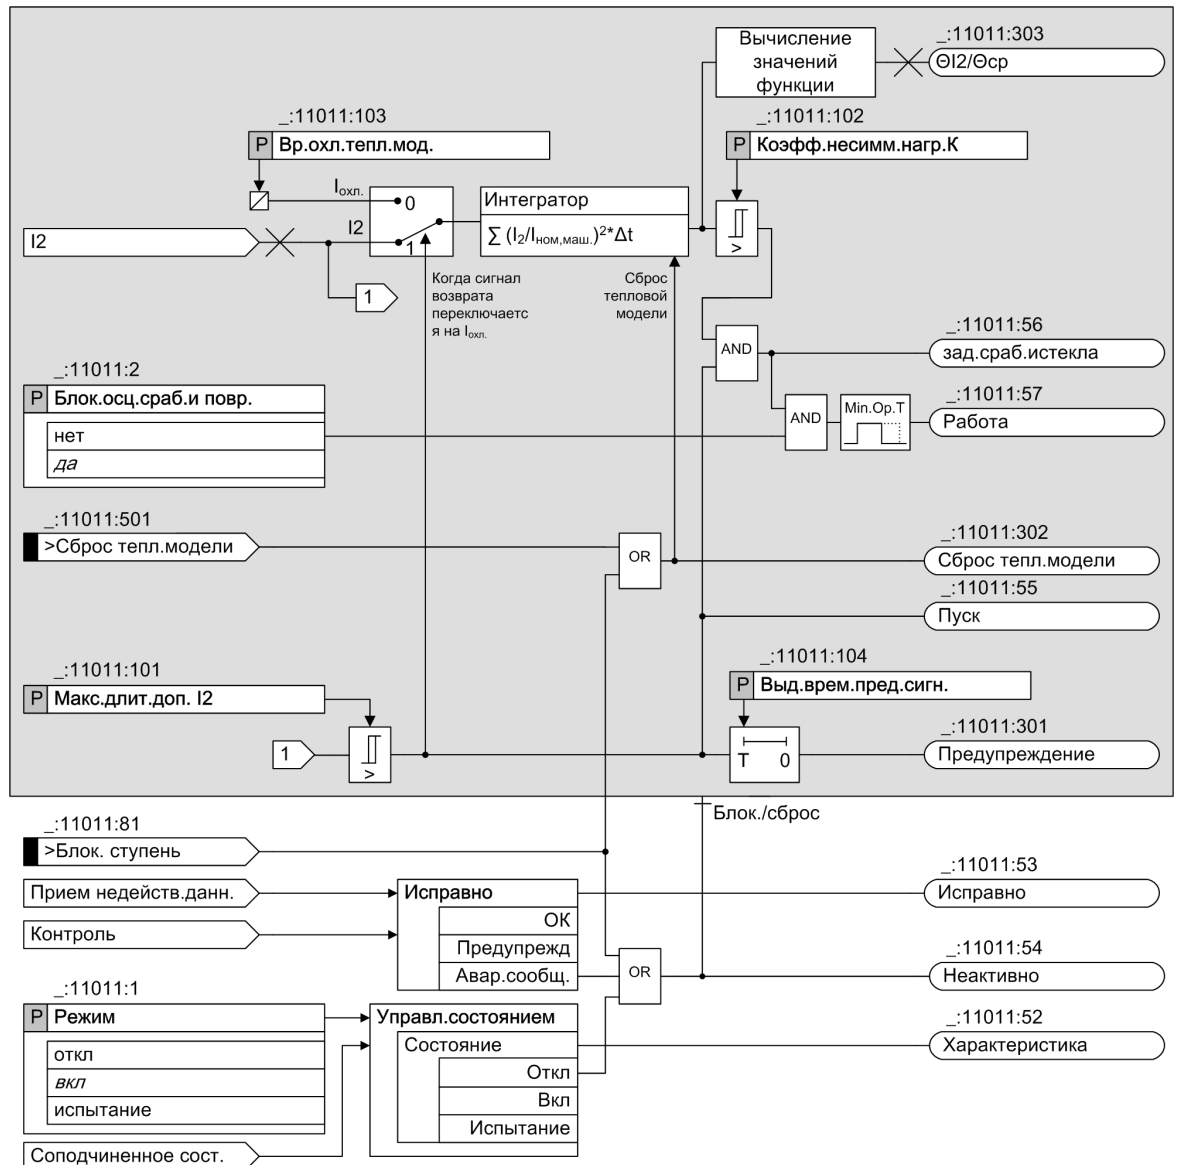 _:11011:303
Вычисление
значений
функции
ΘI2/Θср
_:11011:103
P Вр.охл.тепл.мод.
_:11011:102
P Коэфф.несимм.нагр.К
Iохл.
0
I2
I2
1
Интегратор
∑ (I2/Iном,маш.)²*Δt
>
1
Когда сигнал
возврата
переключаетс
я на Iохл.
Сброс
тепловой
модели
_:11011:56
AND
зад.сраб.истекла
_:11011:2
P Блок.осц.сраб.и повр.
нет
да
_:11011:57
AND
Min.Op.T
Работа
_:11011:501
>Сброс тепл.модели
OR
_:11011:302
Сброс тепл.модели
_:11011:55
Пуск
_:11011:101
P Макс.длит.доп. I2
_:11011:104
P Выд.врем.пред.сигн.
1
>
T 0
_:11011:301
Предупреждение
Блок./сброс
_:11011:81
>Блок. ступень
Прием недейств.данн.
Контроль
Исправно
ОК
Предупрежд
Авар.сообщ.
_:11011:53
Исправно
OR
_:11011:54
Неактивно
_:11011:1
P Режим
откл
вкл
испытание
Управл.состоянием
Состояние
Откл
Вкл
Испытание
_:11011:52
Характеристика
Соподчиненное сост.